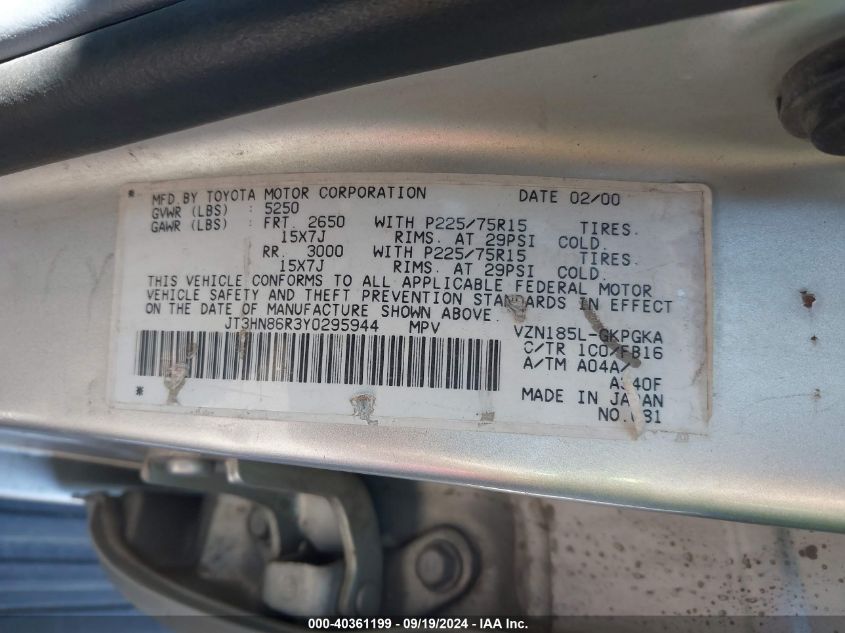 * MFD. BY TOYOTA MOTOR CORPORATION DATE 02/00
GVWR (LBS) : 5250
GAWR (LBS) : FRT. 2650 WITH P225/75R15 TIRES.
15X7J RIMS. AT 29PSI COLD.
RR. 3000 WITH P225/75R15 TIRES.
15X7J RIMS. AT 29PSI COLD.
THIS VEHICLE CONFORMS TO ALL APPLICABLE FEDERAL MOTOR
VEHICLE SAFETY AND THEFT PREVENTION STANDARDS IN EFFECT
ON THE DATE OF MANUFACTURE SHOWN ABOVE.
JT3HN86R3Y0295944 MPV VZN185L-GKPGKA
C/TR 1C0/FB16
A/TM A04A/
* MADE IN JAPAN
000-40361199 / 09/19/2024 - IAA Inc.